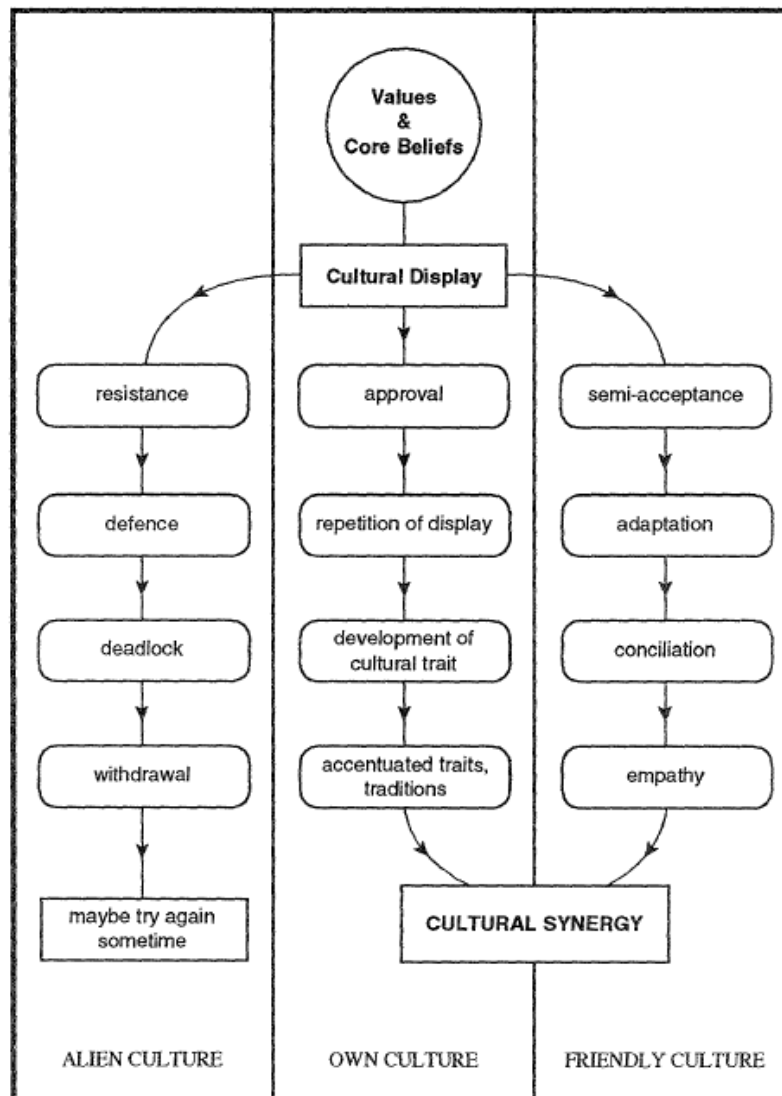 Values
&
Core Beliefs
Cultural Display
resistance
approval
semi-acceptance
defence
repetition of display
adaptation
deadlock
development of
cultural trait
conciliation
withdrawal
accentuated traits,
traditions
empathy
maybe try again
sometime
CULTURAL SYNERGY
ALIEN CULTURE
OWN CULTURE
FRIENDLY CULTURE